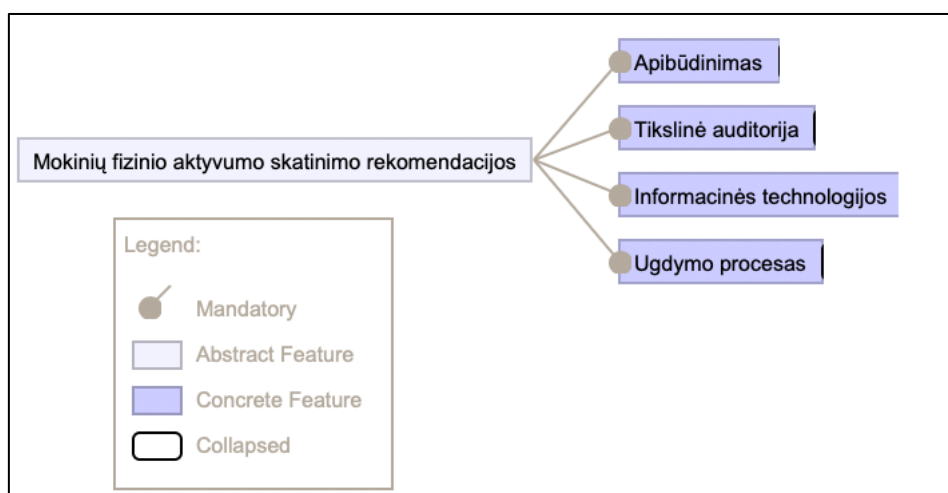 Apibūdinimas
Tikslinė auditorija
Mokinių fizinio aktyvumo skatinimo rekomendacijos
Informacinės technologijos
Ugdymo procesas
Legend:
Mandatory
Abstract Feature
Concrete Feature
Collapsed